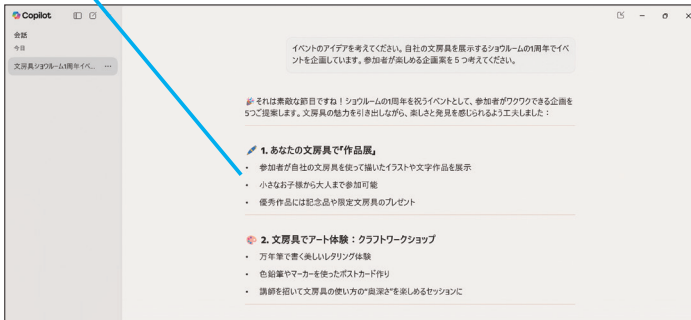 Copilot
会話
今日
文房具ショウルーム1周年イベ... ...
イベントのアイデアを考えてください。自社の文房具を展示するショウルームの1周年でイベ
ントを企画しています。参加者が楽しめる企画案を５つ考えてください。
🎉 それは素敵な節目ですね！ショウルームの1周年を祝うイベントとして、参加者がワクワクできる企画を
5つご提案します。文房具の魅力を引き出しながら、楽しさと発見を感じられるよう工夫しました：
🖋️ 1. あなたの文房具で「作品展」
• 参加者が自社の文房具を使って描いたイラストや文字作品を展示
• 小さなお子様から大人まで参加可能
• 優秀作品には記念品や限定文房具のプレゼント
🎨 2. 文房具でアート体験：クラフトワークショップ
• 万年筆で書く美しいレタリング体験
• 色鉛筆やマーカーを使ったポストカード作り
• 講師を招いて文房具の使い方の“奥深さ”を楽しめるセッションに